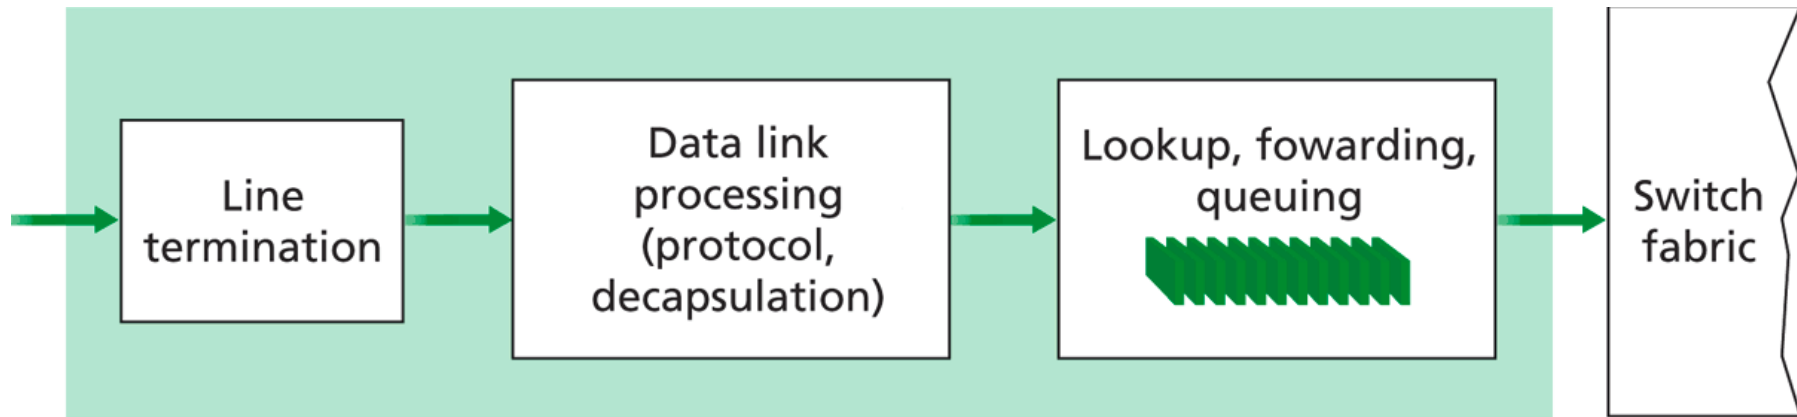 Line
termination
Data link
processing
(protocol,
decapsulation)
Lookup, fowarding,
queuing
Switch
fabric